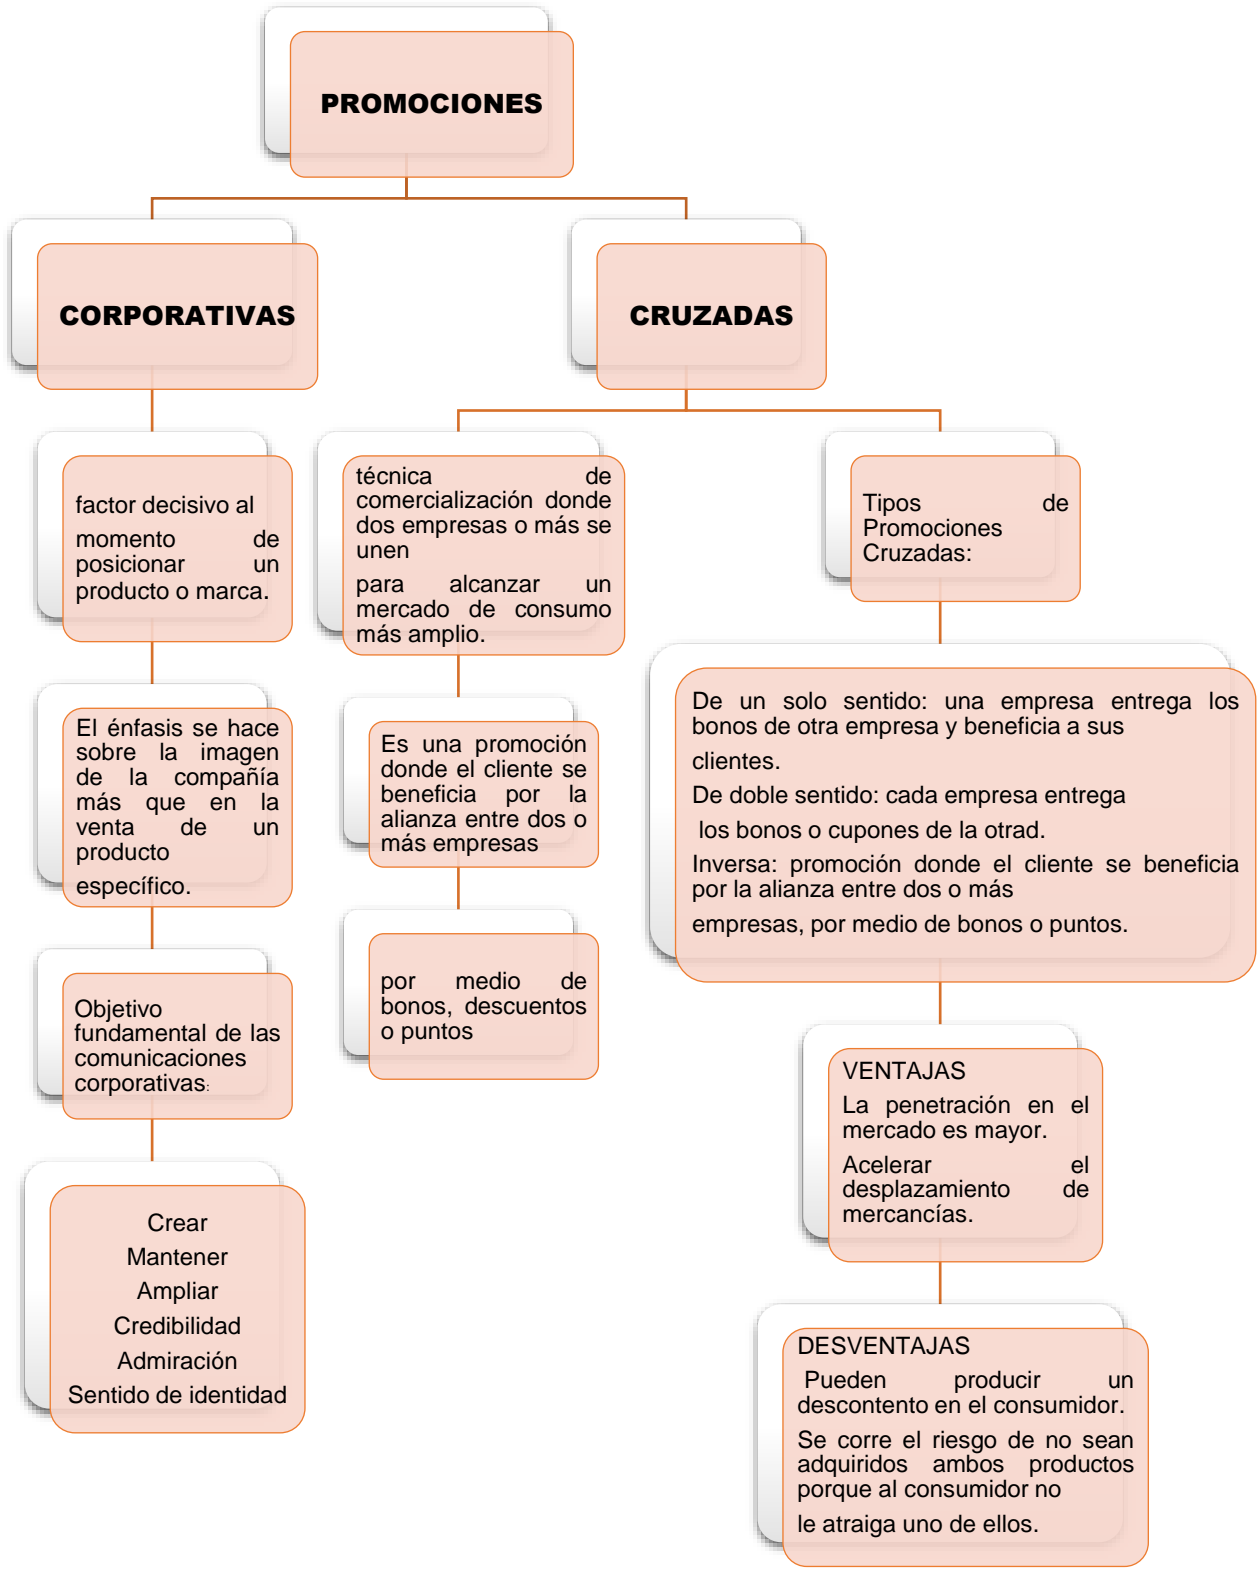 PROMOCIONES
CORPORATIVAS
CRUZADAS
factor decisivo al
momento de
posicionar un
producto o marca.
El énfasis se hace
sobre la imagen
de la compañía
más que en la
venta de un
producto
específico.
Objetivo
fundamental de las
comunicaciones
corporativas:
Crear
Mantener
Ampliar
Credibilidad
Admiración
Sentido de identidad
técnica de
comercialización donde
dos empresas o más se
unen
para alcanzar un
mercado de consumo
más amplio.
Es una promoción
donde el cliente se
beneficia por la
alianza entre dos o
más empresas
por medio de
bonos, descuentos
o puntos
Tipos de
Promociones
Cruzadas:
De un solo sentido: una empresa entrega los
bonos de otra empresa y beneficia a sus
clientes.
De doble sentido: cada empresa entrega
los bonos o cupones de la otrad.
Inversa: promoción donde el cliente se beneficia
por la alianza entre dos o más
empresas, por medio de bonos o puntos.
VENTAJAS
La penetración en el
mercado es mayor.
Acelerar el
desplazamiento de
mercancías.
DESVENTAJAS
Pueden producir un
descontento en el consumidor.
Se corre el riesgo de no sean
adquiridos ambos productos
porque al consumidor no
le atraiga uno de ellos.